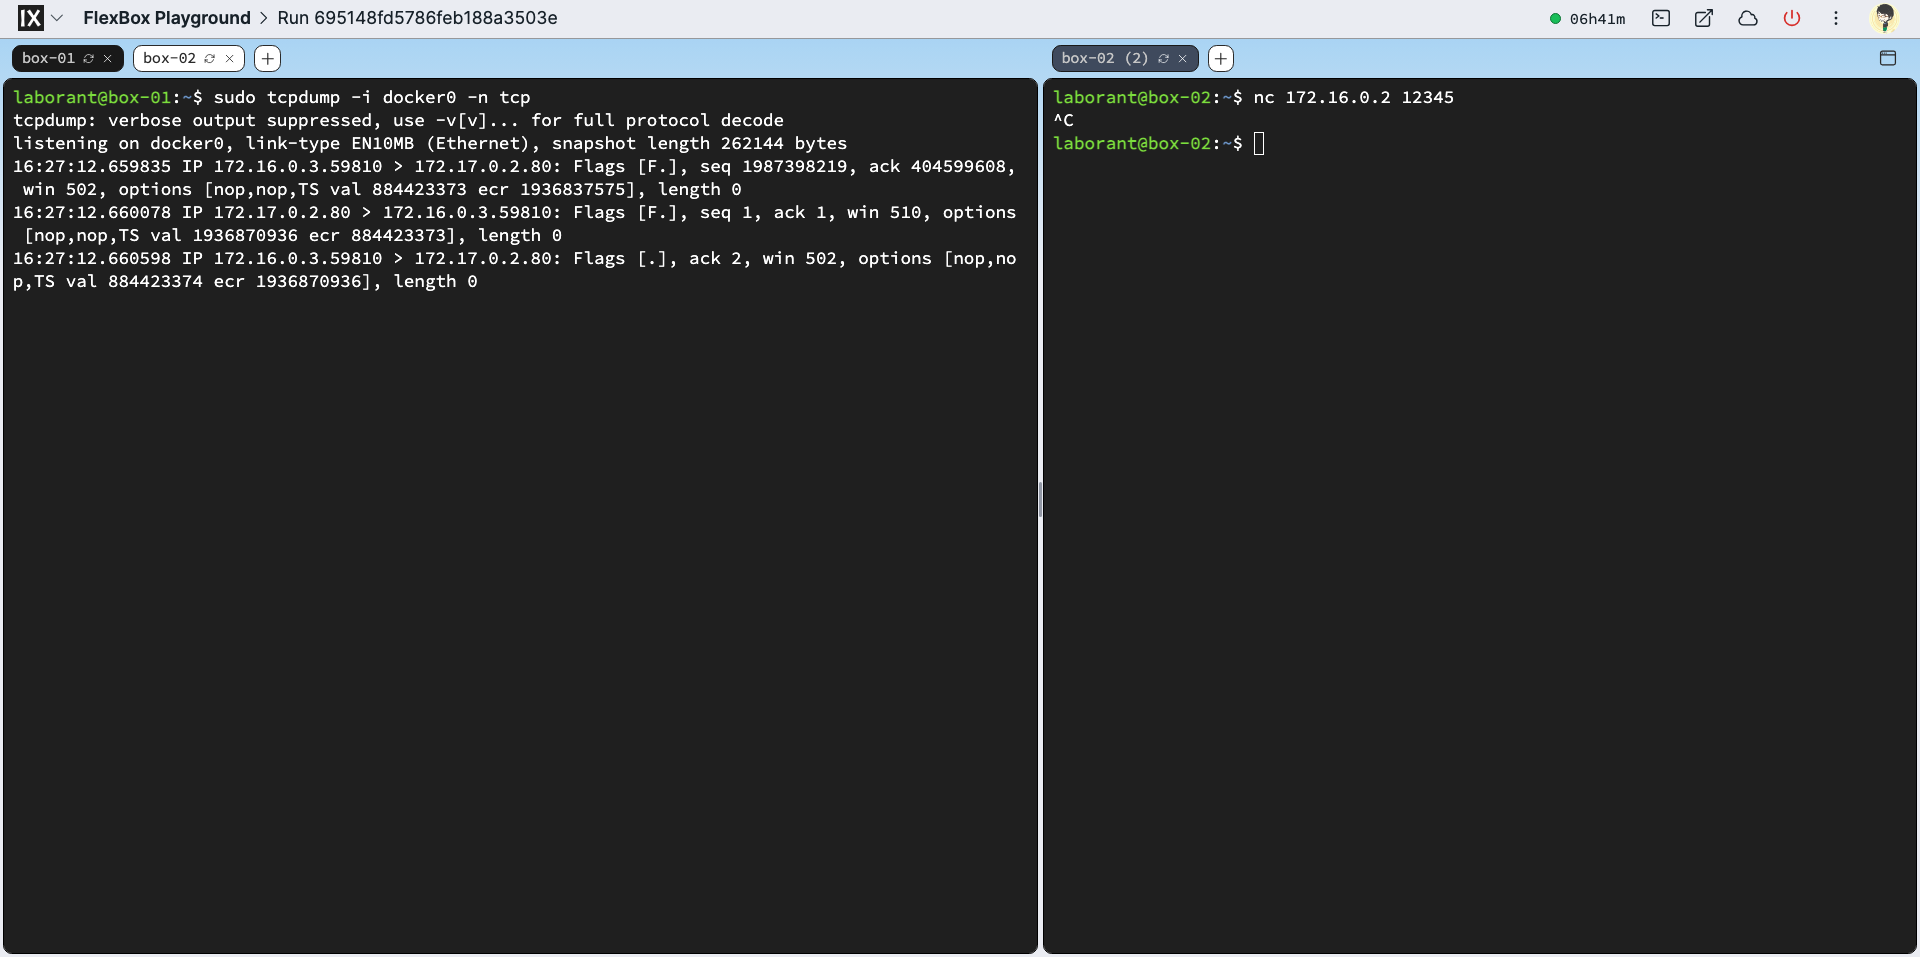 IX FlexBox Playground > Run 695148fd5786feb188a3503e 06h41m
box-01 box-02
box-02 (2)
laborant@box-01:~$ sudo tcpdump -i docker0 -n tcp
tcpdump: verbose output suppressed, use -v[v]... for full protocol decode
listening on docker0, link-type EN10MB (Ethernet), snapshot length 262144 bytes
16:27:12.659835 IP 172.16.0.3.59810 > 172.17.0.2.80: Flags [F.], seq 1987398219, ack 404599608,
 win 502, options [nop,nop,TS val 884423373 ecr 1936837575], length 0
16:27:12.660078 IP 172.17.0.2.80 > 172.16.0.3.59810: Flags [F.], seq 1, ack 1, win 510, options
 [nop,nop,TS val 1936870936 ecr 884423373], length 0
16:27:12.660598 IP 172.16.0.3.59810 > 172.17.0.2.80: Flags [.], ack 2, win 502, options [nop,no
p,TS val 884423374 ecr 1936870936], length 0
laborant@box-02:~$ nc 172.16.0.2 12345
^C
laborant@box-02:~$